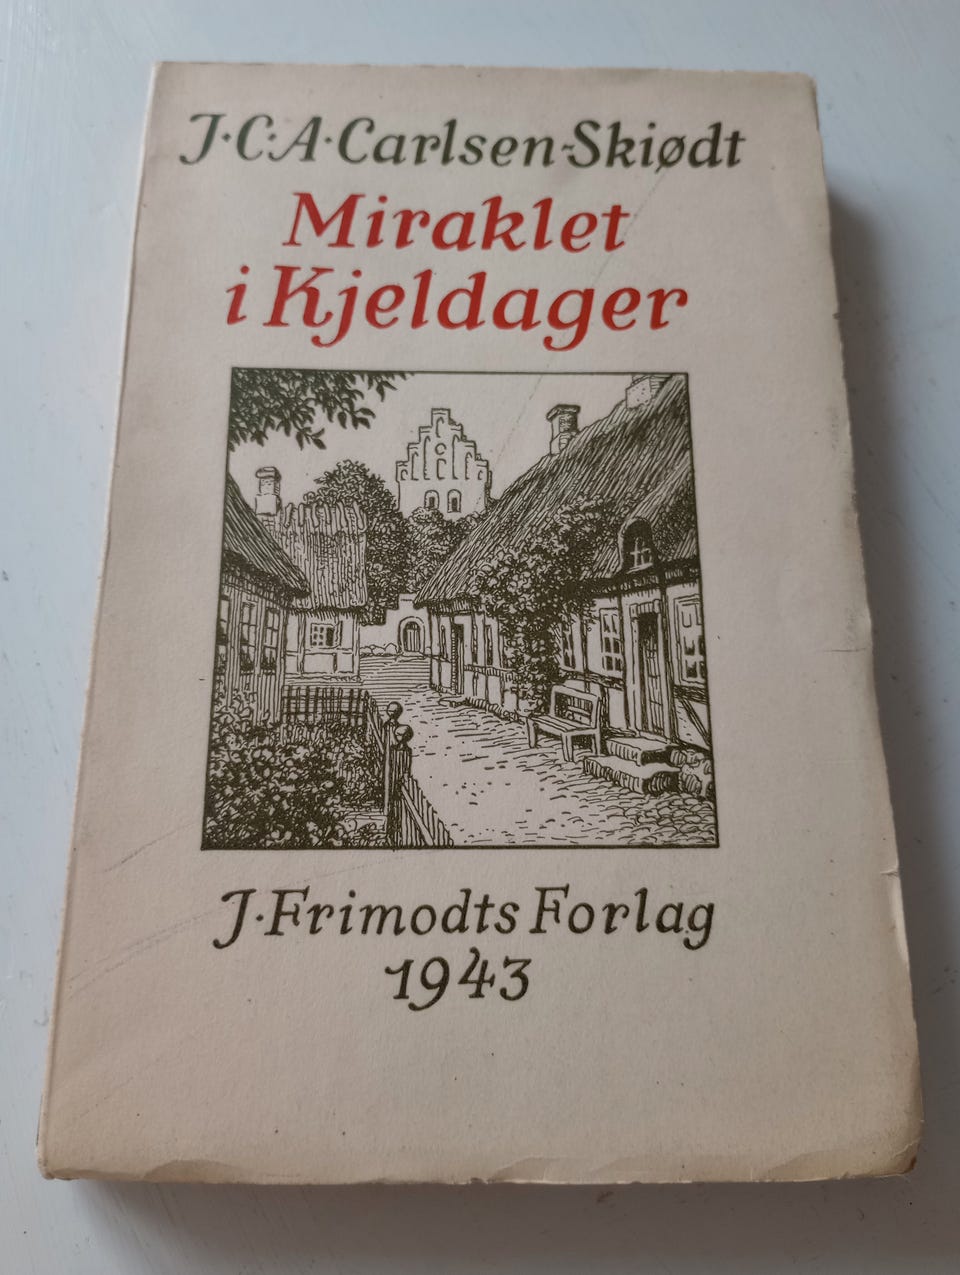 J·C·A·Carlsen-Skiødt
Miraklet
i Kjeldager
J·Frimodts Forlag
1943